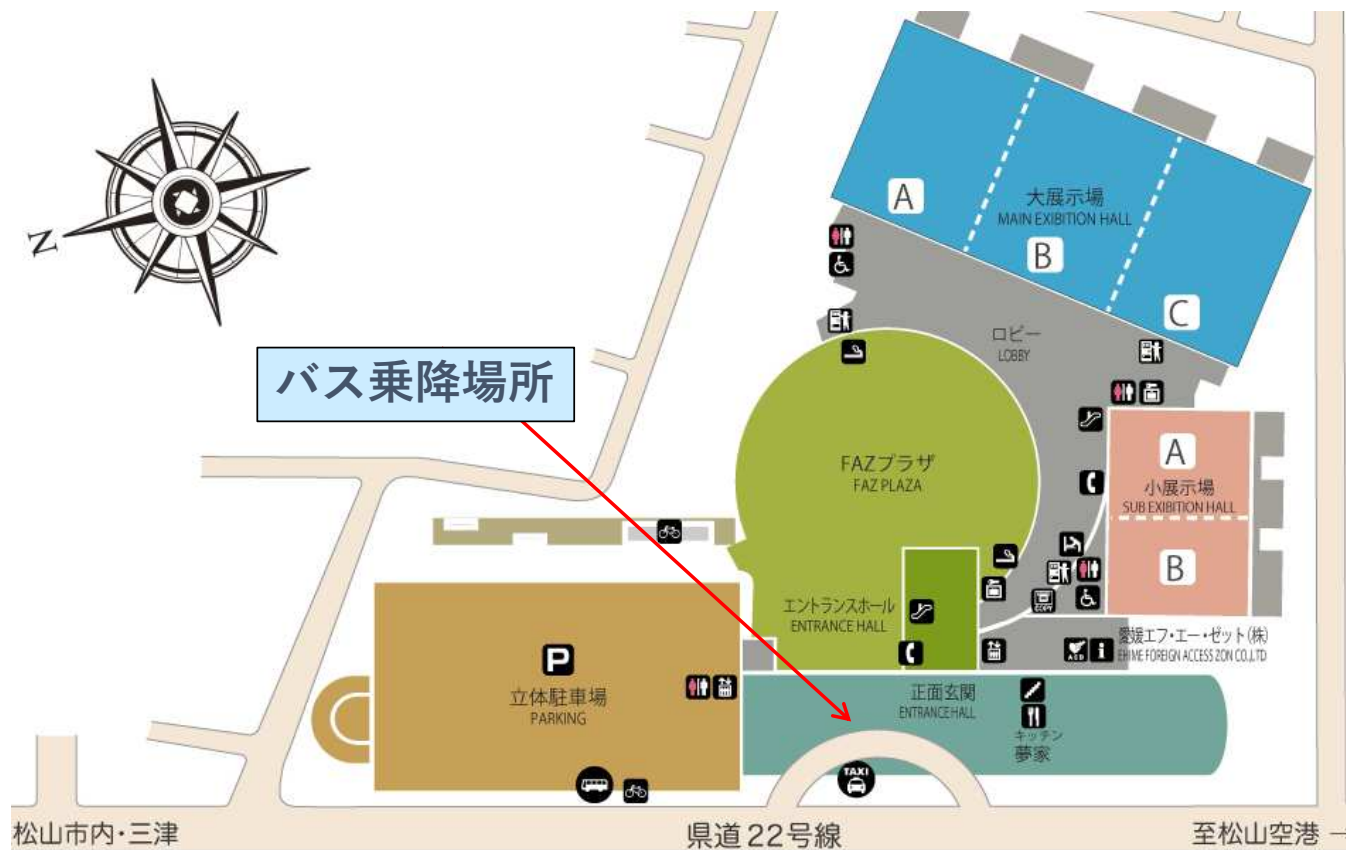 N
A
大展示場
MAIN EXIBITION HALL
B
C
ロビー
LOBBY
バス乗降場所
FAZプラザ
FAZ PLAZA
A
小展示場
SUB EXIBITION HALL
B
COPY
エントランスホール
ENTRANCE HALL
愛媛エフ・エー・ゼット(株)
EHIME FOREIGN ACCESS ZON CO.,LTD
AED
i
P
立体駐車場
PARKING
正面玄関
ENTRANCE HALL
キッチン
夢家
TAXI
松山市内・三津
県道22号線
至松山空港→